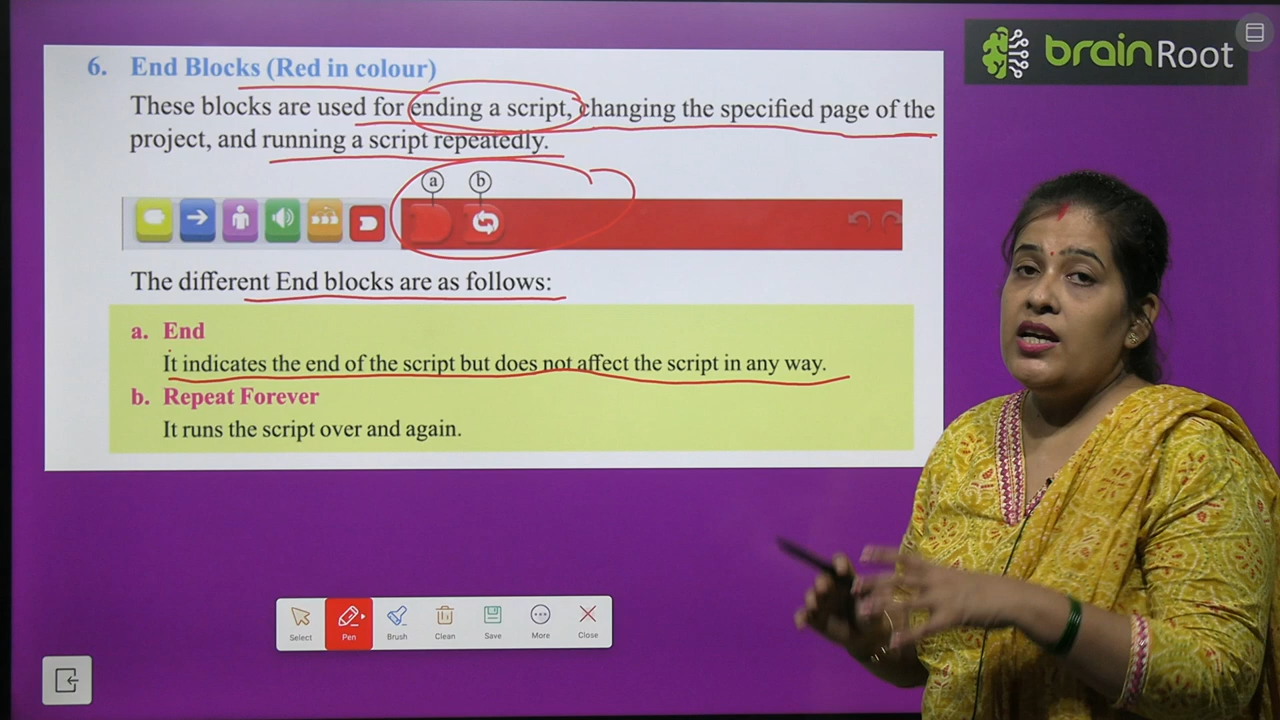 brainRoot
6. End Blocks (Red in colour)
These blocks are used for ending a script, changing the specified page of the
project, and running a script repeatedly.
a b
The different End blocks are as follows:
a. End
It indicates the end of the script but does not affect the script in any way.
b. Repeat Forever
It runs the script over and again.
Select Pen Brush Clean Save More Close